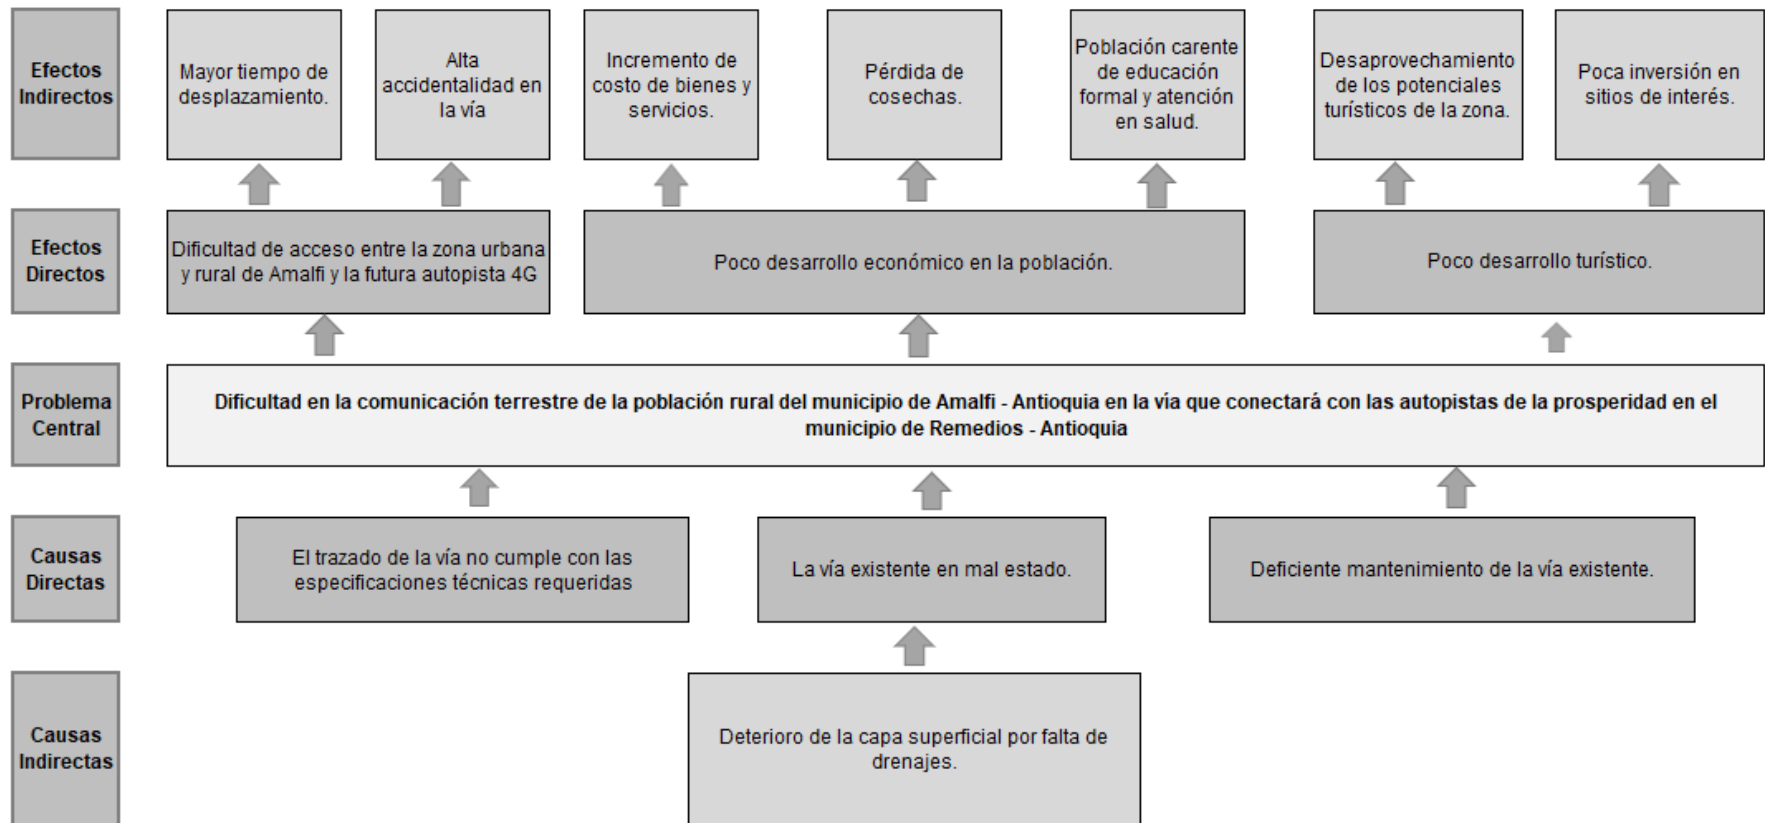 Efectos
Indirectos
Mayor tiempo de
desplazamiento.
Alta
accidentalidad en
la vía
Incremento de
costo de bienes y
servicios.
Pérdida de
cosechas.
Población carente
de educación
formal y atención
en salud.
Desaprovechamiento
de los potenciales
turísticos de la zona.
Poca inversión en
sitios de interés.
Efectos
Directos
Dificultad de acceso entre la zona urbana
y rural de Amalfi y la futura autopista 4G
Poco desarrollo económico en la población.
Poco desarrollo turístico.
Problema
Central
Dificultad en la comunicación terrestre de la población rural del municipio de Amalfi - Antioquia en la vía que conectará con las autopistas de la prosperidad en el
municipio de Remedios - Antioquia
Causas
Directas
El trazado de la vía no cumple con las
especificaciones técnicas requeridas
La vía existente en mal estado.
Deficiente mantenimiento de la vía existente.
Causas
Indirectas
Deterioro de la capa superficial por falta de
drenajes.